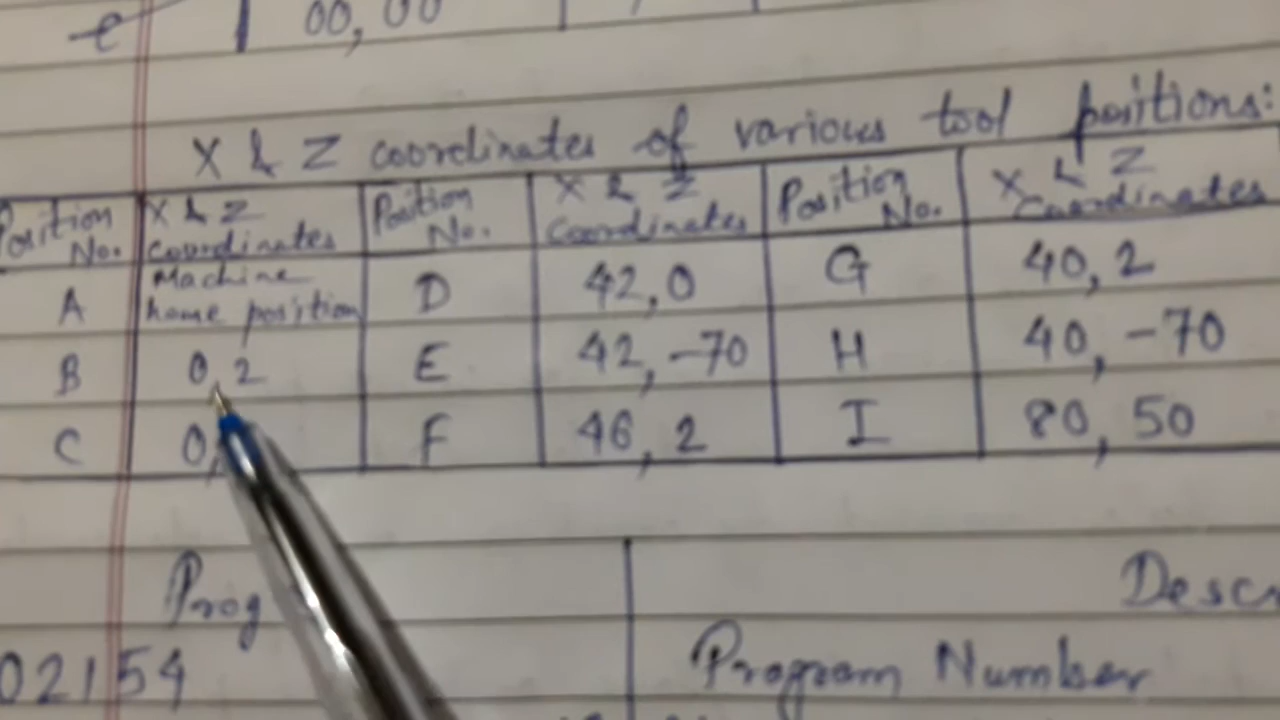 e 00, 00
X & Z coordinates of various tool positions:
Position No. X & Z coordinates Position No. X & Z coordinates Position No. X & Z coordinates
A Machine home position D 42, 0 G 40, 2
B 0, 2 E 42, -70 H 40, -70
C 0, F 46, 2 I 80, 50
Prog
02154 Program Number